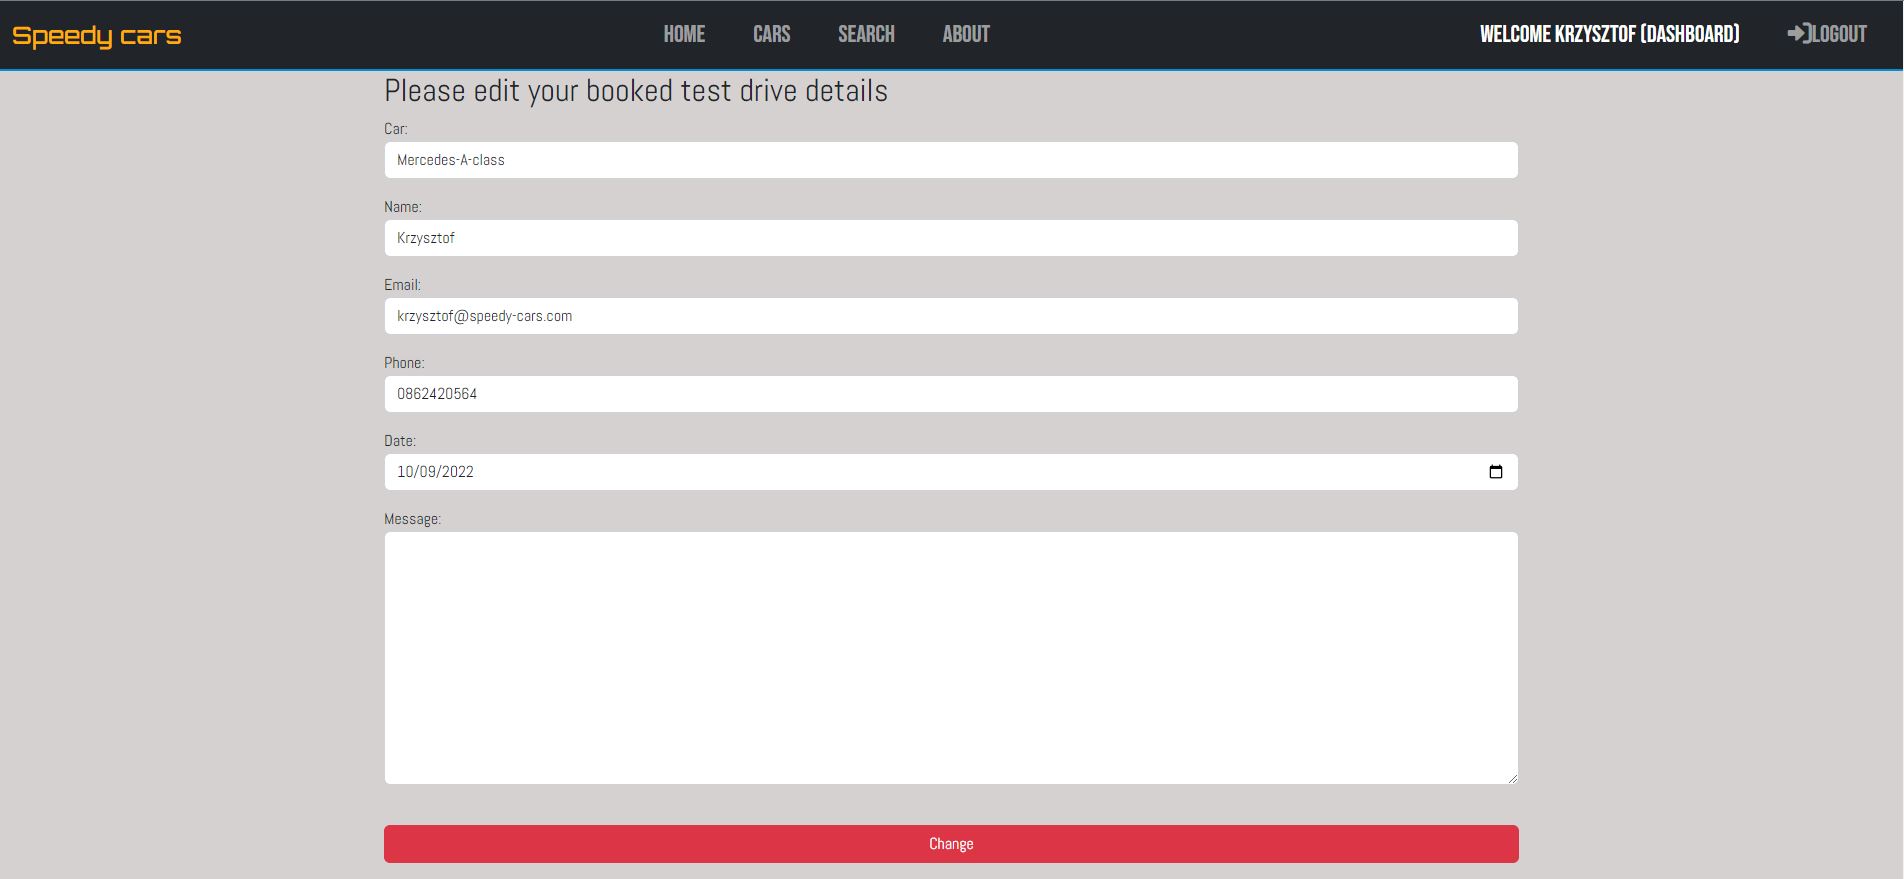 Speedy cars
HOME CARS SEARCH ABOUT
WELCOME KRZYSZTOF (DASHBOARD) LOGOUT
Please edit your booked test drive details
Car:
Mercedes-A-class
Name:
Krzysztof
Email:
krzysztof@speedy-cars.com
Phone:
0862420564
Date:
10/09/2022
Message:
Change